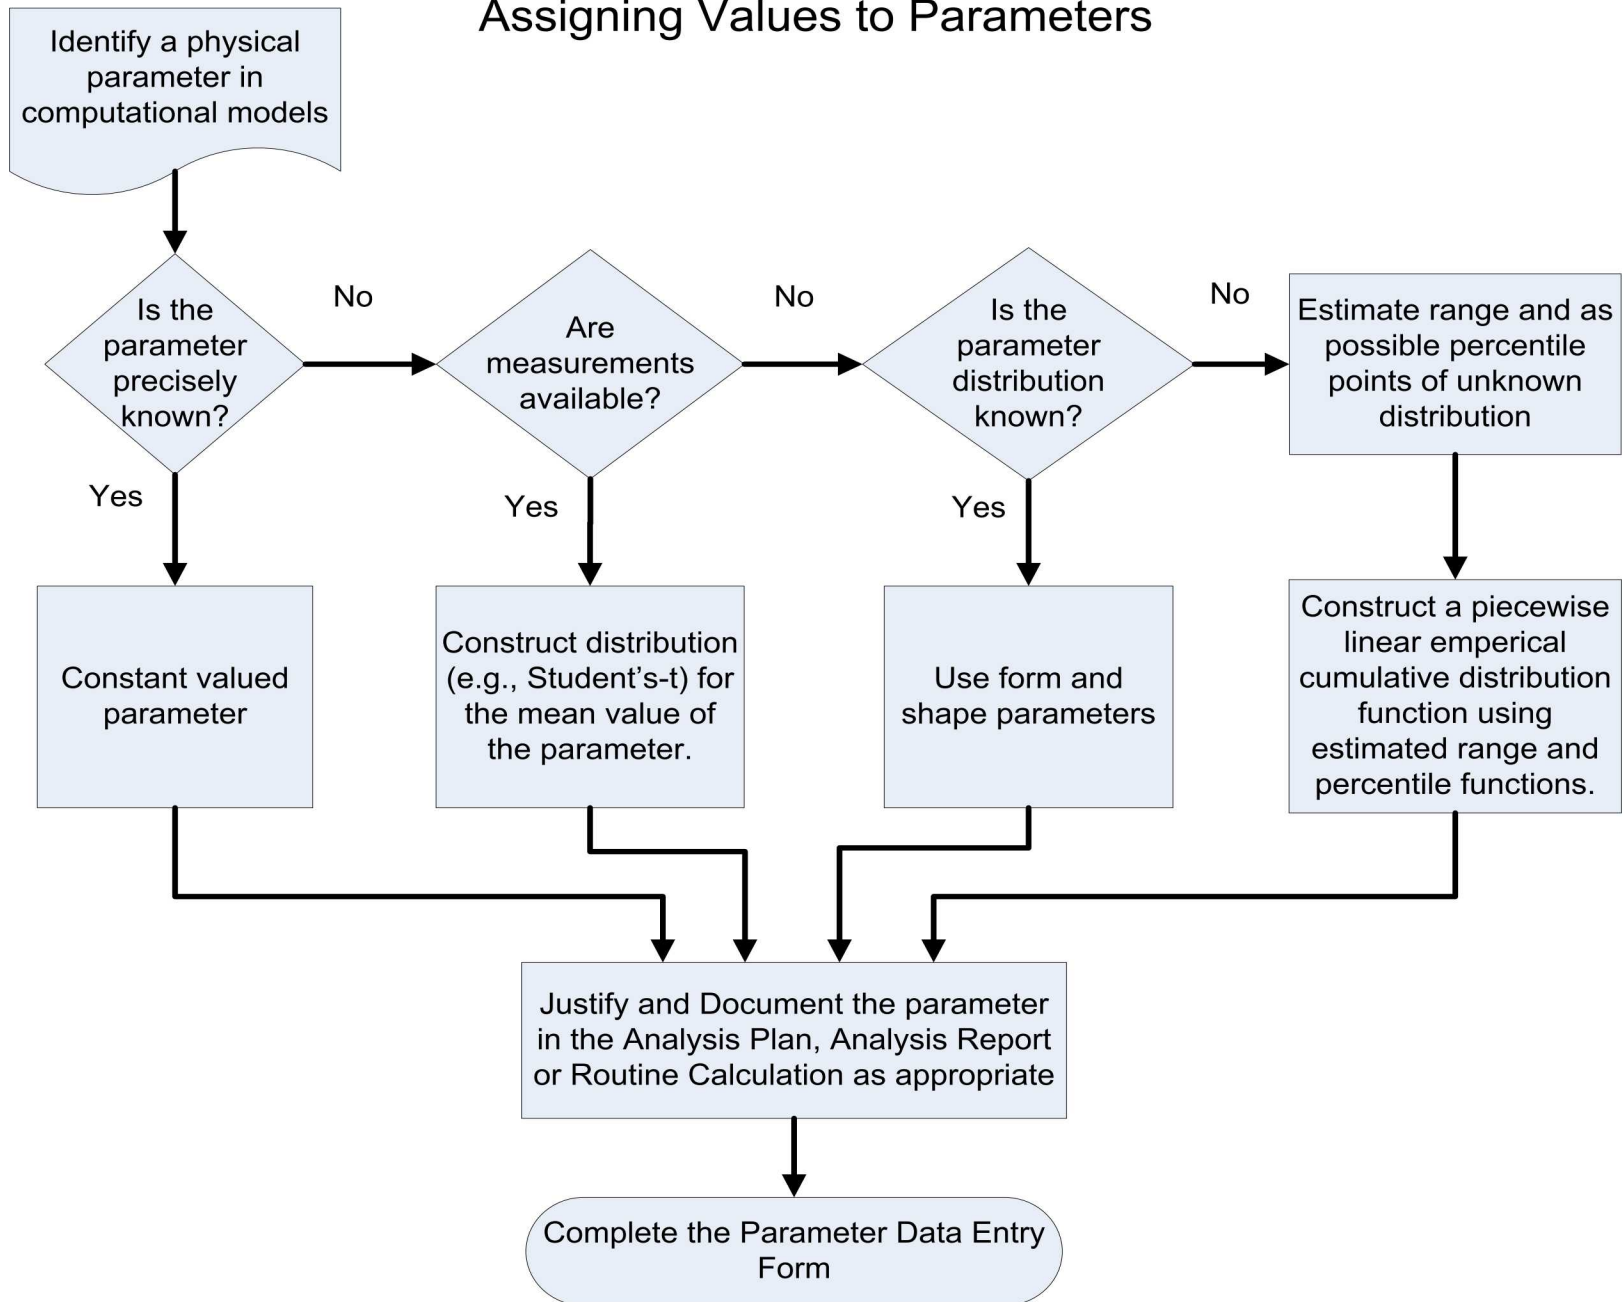 Assigning Values to Parameters
Identify a physical
parameter in
computational models
Is the
parameter
precisely
known?
No
Are
measurements
available?
No
Is the
parameter
distribution
known?
No
Estimate range and as
possible percentile
points of unknown
distribution
Yes
Yes
Yes
Constant valued
parameter
Construct distribution
(e.g., Student's-t) for
the mean value of
the parameter.
Use form and
shape parameters
Construct a piecewise
linear emperical
cumulative distribution
function using
estimated range and
percentile functions.
Justify and Document the parameter
in the Analysis Plan, Analysis Report
or Routine Calculation as appropriate
Complete the Parameter Data Entry
Form